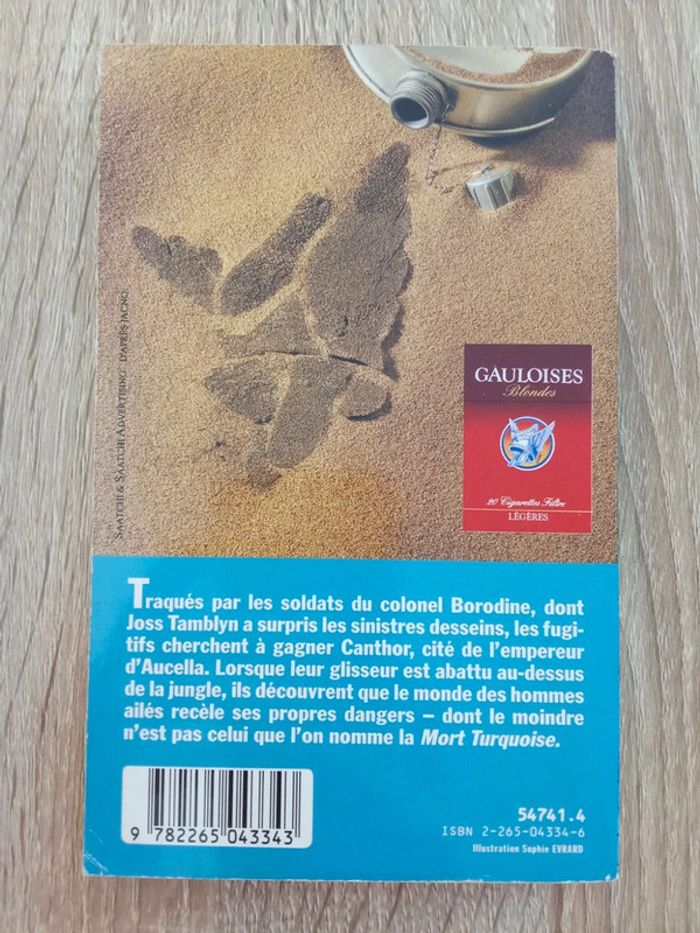 SAATCHI & SAATCHI ADVERTISING D'APRÈS JACNO.
GAULOISES
Blondes
20 Cigarettes Filtre
LÉGÈRES
Traqués par les soldats du colonel Borodine, dont
Joss Tamblyn a surpris les sinistres desseins, les fugi-
tifs cherchent à gagner Canthor, cité de l'empereur
d'Aucella. Lorsque leur glisseur est abattu au-dessus
de la jungle, ils découvrent que le monde des hommes
ailés recèle ses propres dangers – dont le moindre
n'est pas celui que l'on nomme la Mort Turquoise.
9 782265 043343
54741.4
ISBN 2-265-04334-6
Illustration Sophie EVRARD